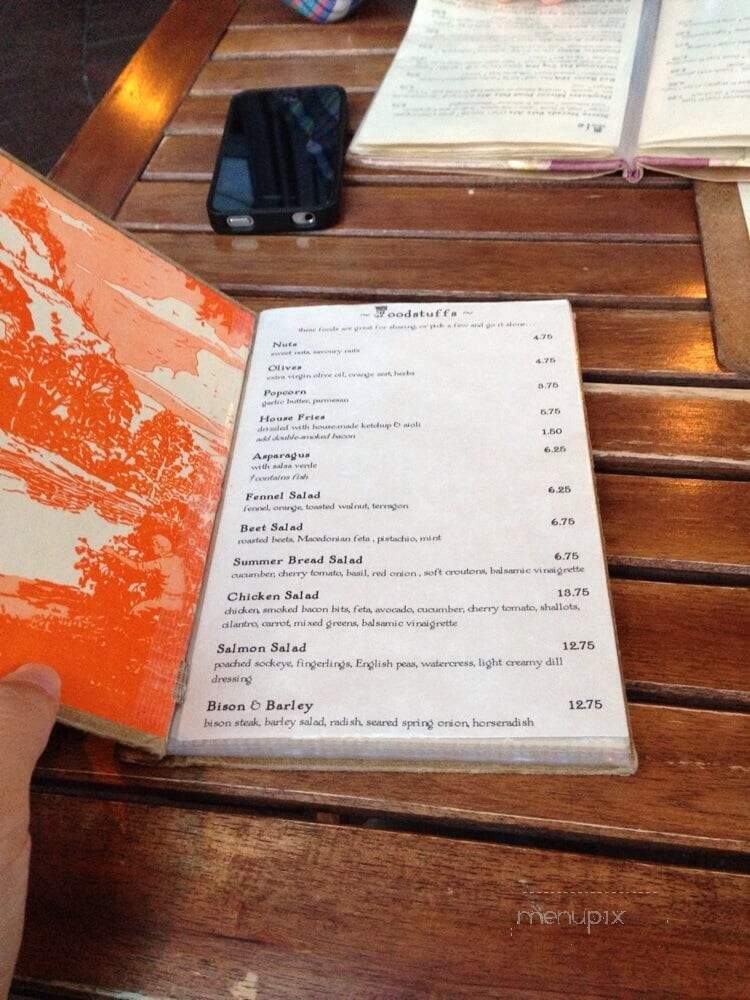 ~ Foodstuffs ~
these foods are great for sharing, or pick a few and go it alone...
Nuts 4.75
sweet nuts, savoury nuts
Olives 4.75
extra virgin olive oil, orange zest, herbs
Popcorn 3.75
garlic butter, parmesan
House Fries 5.75
drizzled with house-made ketchup & aioli
add double-smoked bacon 1.50
Asparagus 6.25
with salsa verde
†contains fish
Fennel Salad 6.25
fennel, orange, toasted walnut, terragon
Beet Salad 6.75
roasted beets, Macedonian feta , pistachio, mint
Summer Bread Salad 6.75
cucumber, cherry tomato, basil, red onion , soft croutons, balsamic vinaigrette
Chicken Salad 13.75
chicken, smoked bacon bits, feta, avocado, cucumber, cherry tomato, shallots,
cilantro, carrot, mixed greens, balsamic vinaigrette
Salmon Salad 12.75
poached sockeye, fingerlings, English peas, watercress, light creamy dill
dressing
Bison & Barley 12.75
bison steak, barley salad, radish, seared spring onion, horseradish
menupix